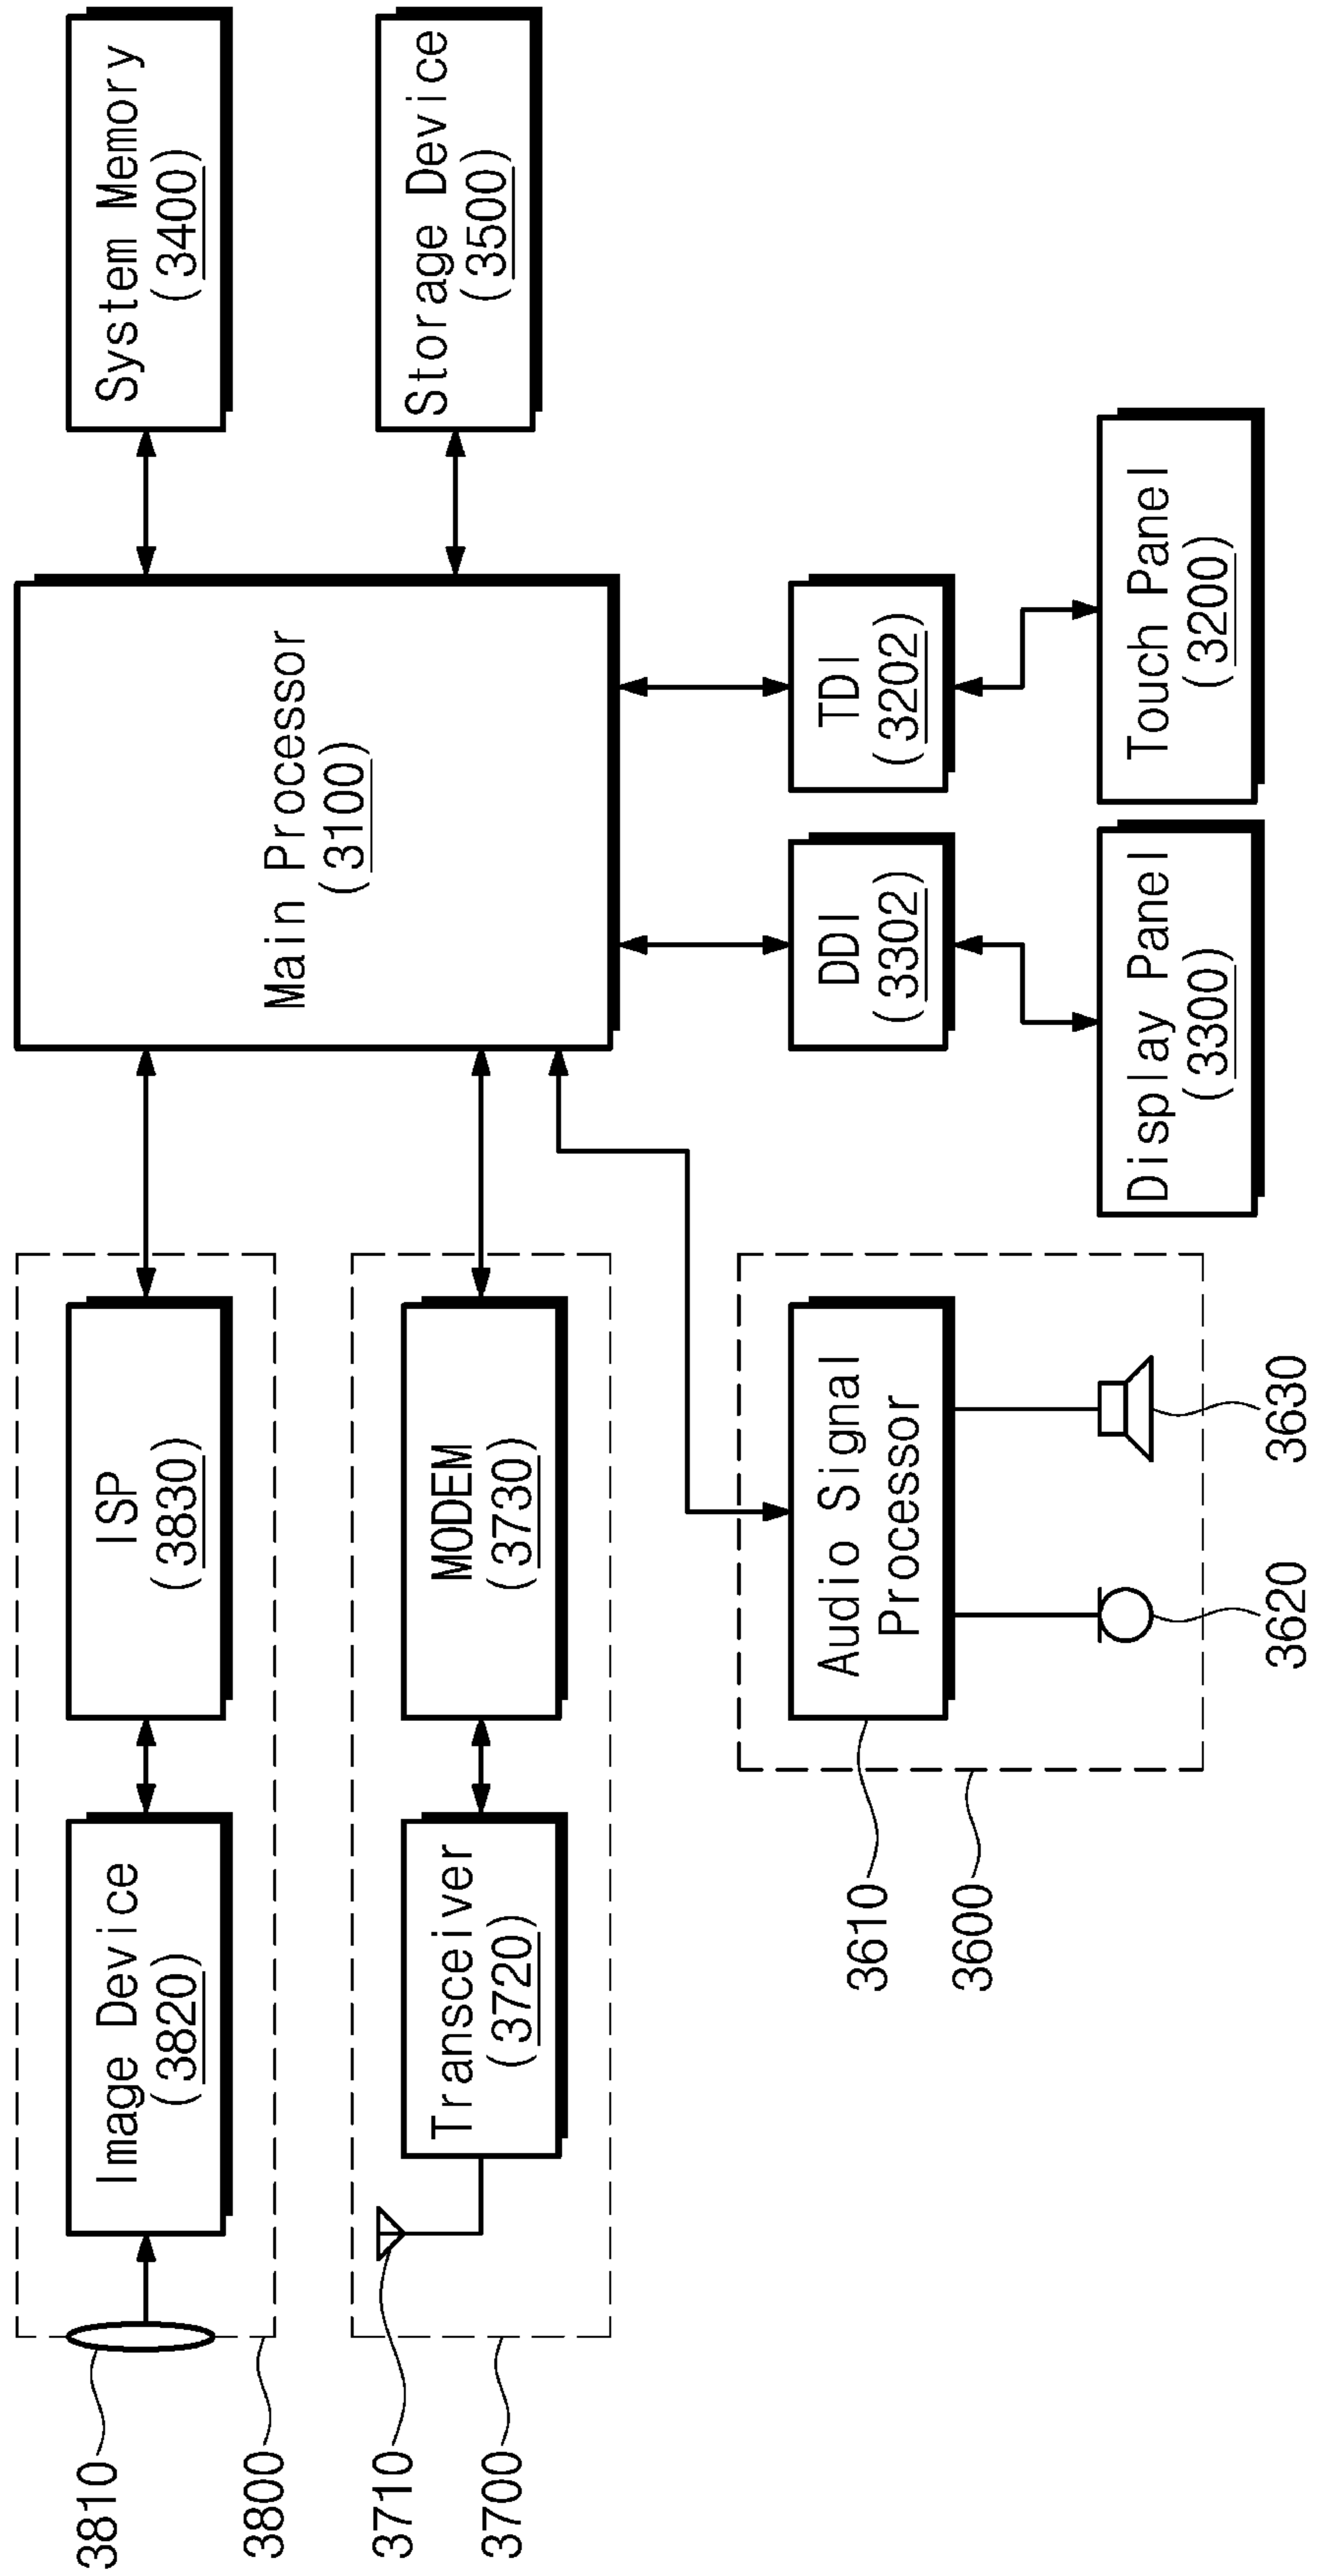 3810
3800
Image Device
(3820)
ISP
(3830)
Main Processor
(3100)
System Memory
(3400)
Storage Device
(3500)
3710
3700
Transceiver
(3720)
MODEM
(3730)
3610
3600
Audio Signal
Processor
3620
3630
DDI
(3302)
TDI
(3202)
Display Panel
(3300)
Touch Panel
(3200)